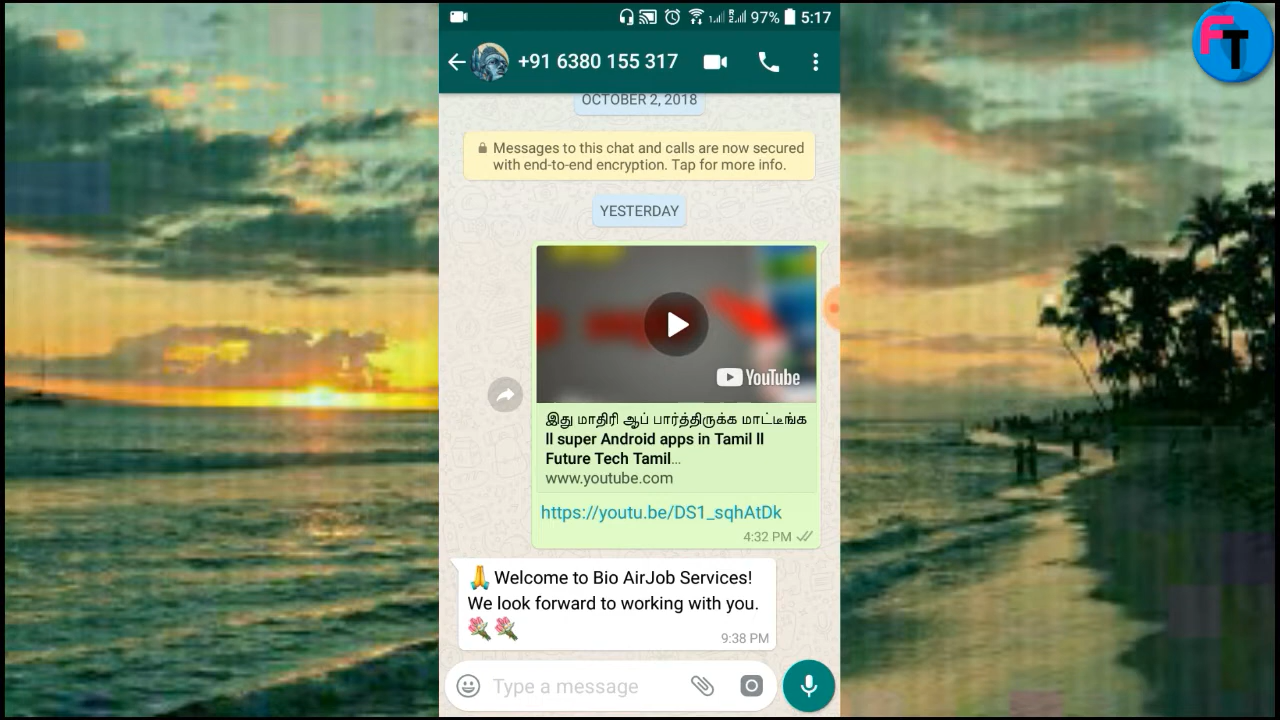 97% 5:17
FT
+91 6380 155 317
OCTOBER 2, 2018
Messages to this chat and calls are now secured
with end-to-end encryption. Tap for more info.
YESTERDAY
YouTube
இது மாதிரி ஆப் பார்த்திருக்க மாட்டீங்க
ll super Android apps in Tamil ll
Future Tech Tamil...
www.youtube.com
https://youtu.be/DS1_sqhAtDk
4:32 PM
🙏 Welcome to Bio AirJob Services!
We look forward to working with you.
💐💐
9:38 PM
Type a message